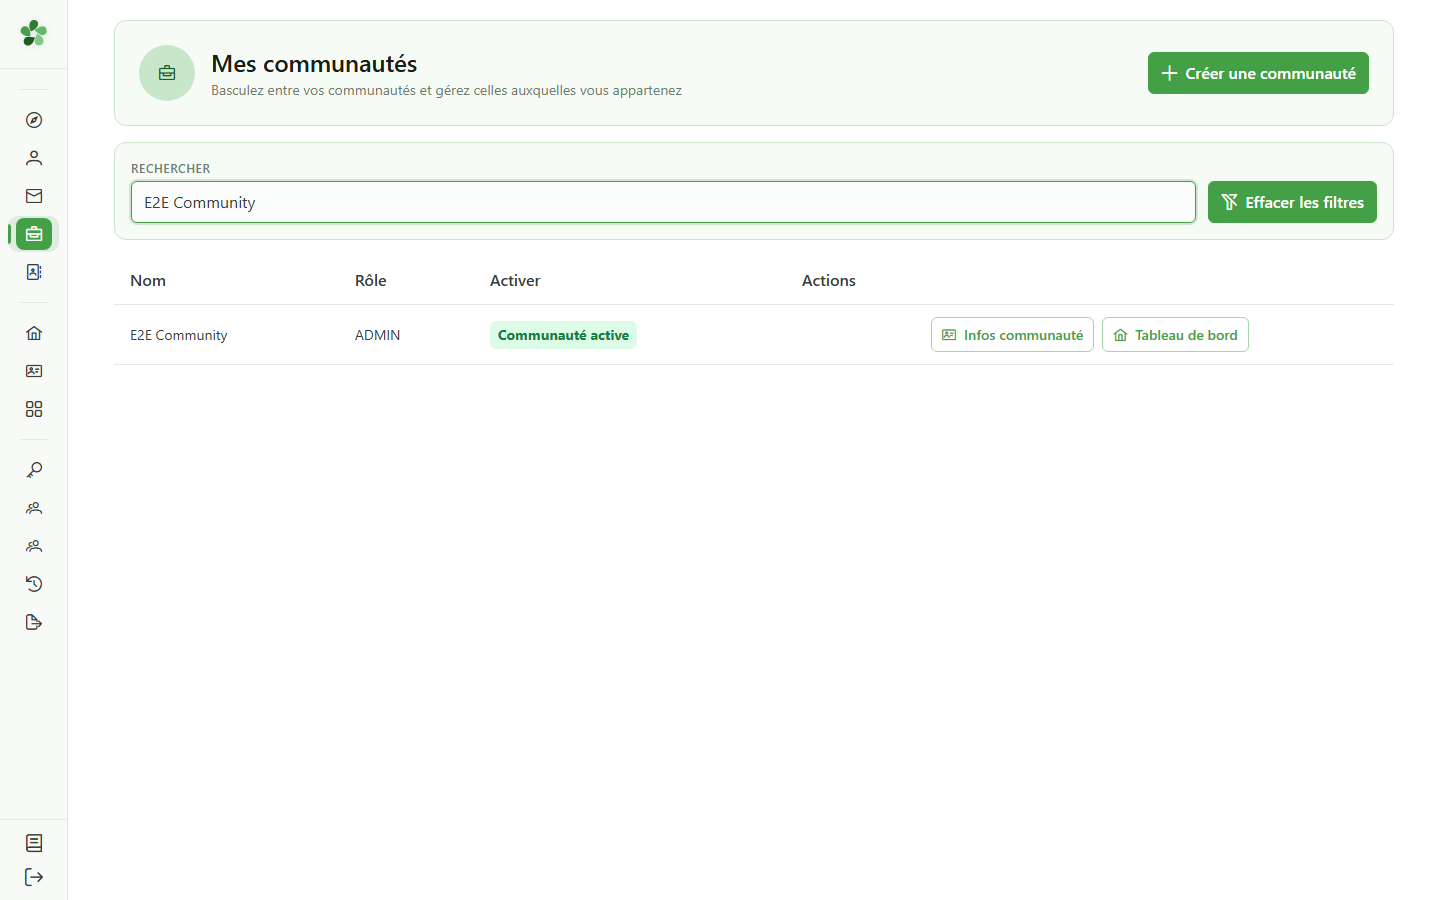 Mes communautés
Basculez entre vos communautés et gérez celles auxquelles vous appartenez
Créer une communauté
RECHERCHER
E2E Community
Effacer les filtres
Nom Rôle Activer Actions
E2E Community ADMIN Communauté active Infos communauté Tableau de bord